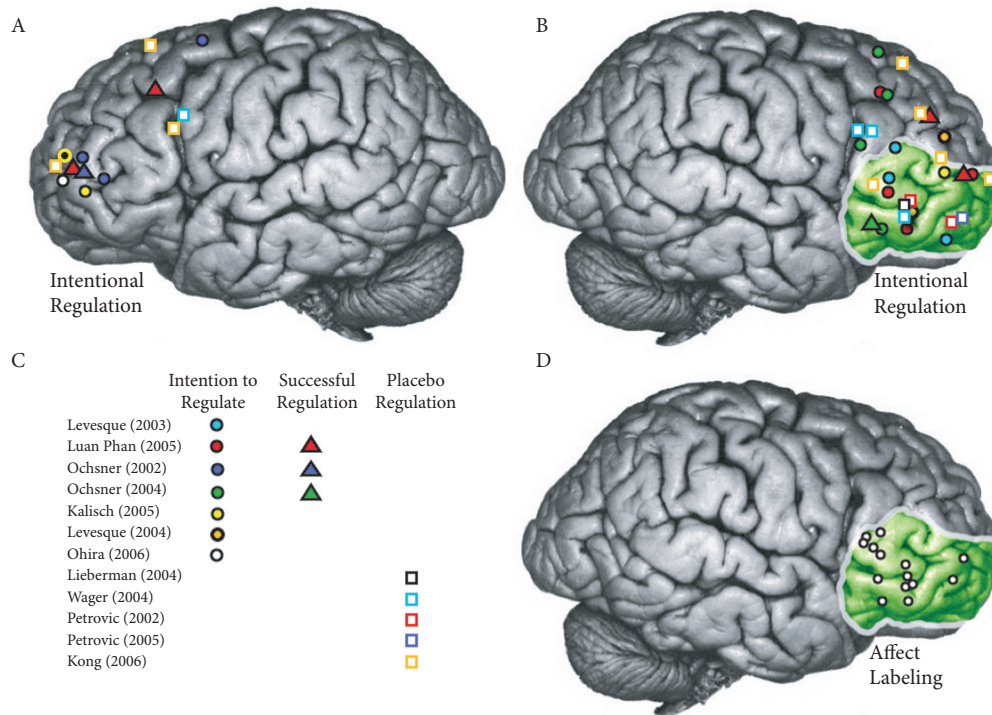 A
B
Intentional
Regulation
Intentional
Regulation
C
D
Intention to
Regulate
Successful
Regulation
Placebo
Regulation
Levesque (2003)
Luan Phan (2005)
Ochsner (2002)
Ochsner (2004)
Kalisch (2005)
Levesque (2004)
Ohira (2006)
Lieberman (2004)
Wager (2004)
Petrovic (2002)
Petrovic (2005)
Kong (2006)
Affect
Labeling